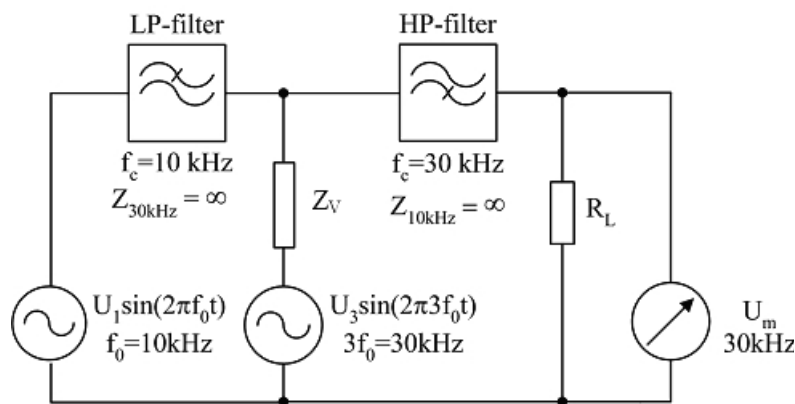 LP-filter
HP-filter
f_c=10 kHz
Z_30kHz = ∞
Z_V
f_c=30 kHz
Z_10kHz = ∞
R_L
U_1sin(2πf_0t)
f_0=10kHz
U_3sin(2π3f_0t)
3f_0=30kHz
U_m
30kHz